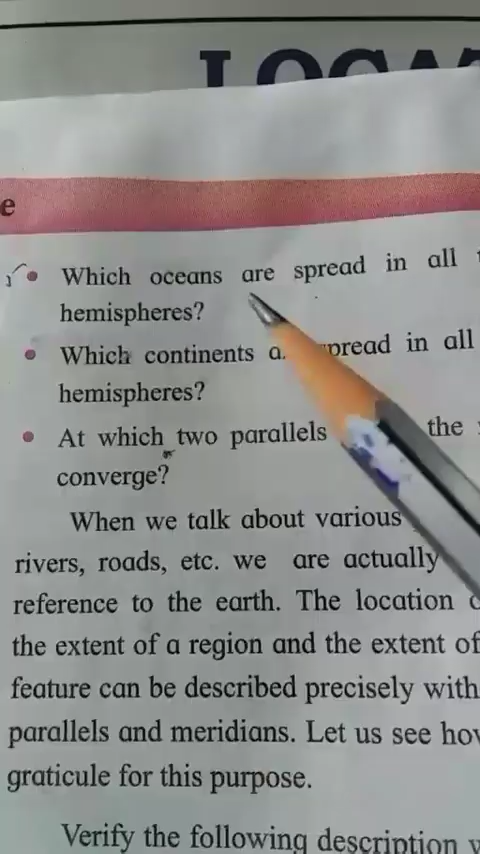 e
Which oceans are spread in all
hemispheres?
Which continents spread in all
hemispheres?
At which two parallels the
converge?
When we talk about various
rivers, roads, etc. we are actually
reference to the earth. The location
the extent of a region and the extent of
feature can be described precisely with
parallels and meridians. Let us see how
graticule for this purpose.
Verify the following description